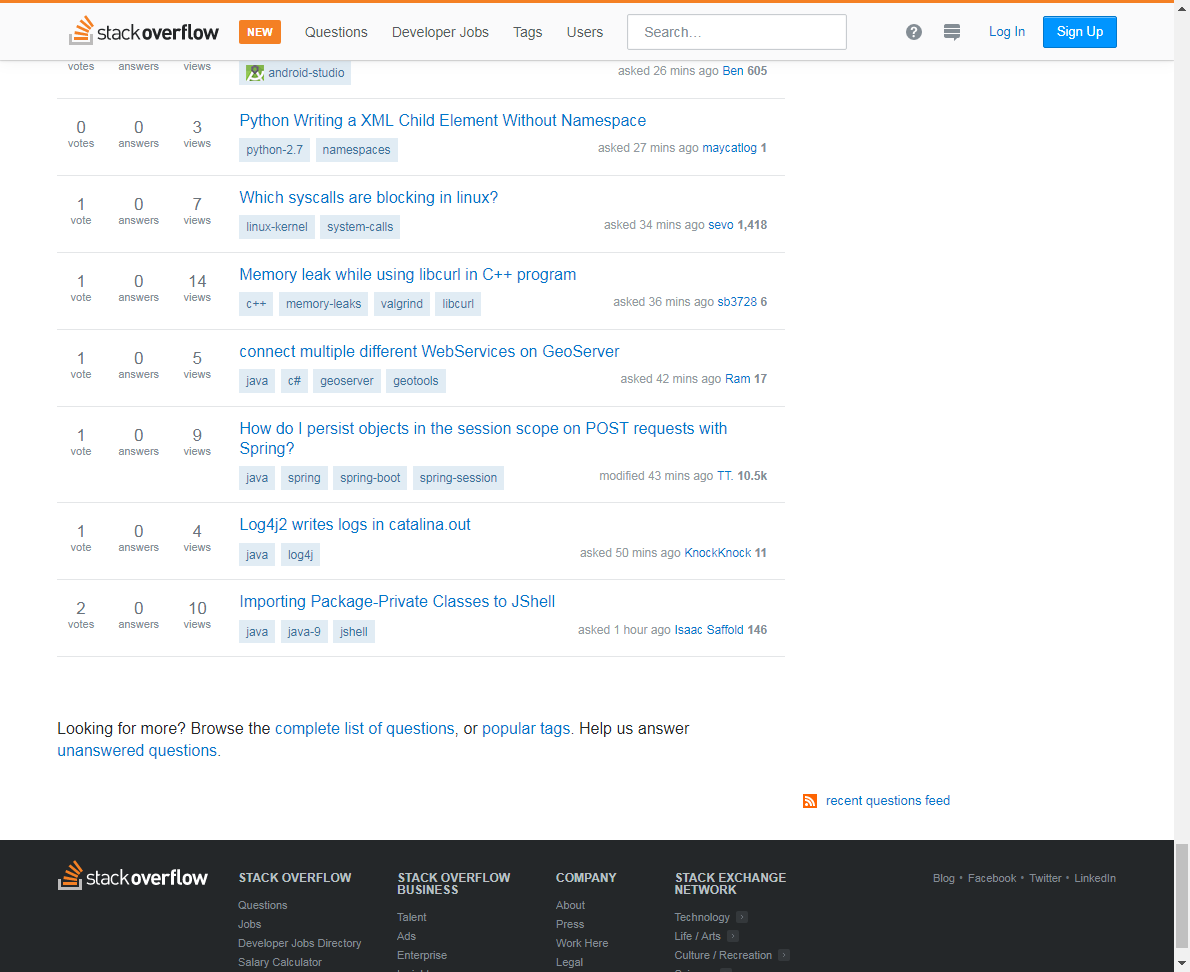 stackoverflow NEW Questions Developer Jobs Tags Users Search... Log In Sign Up
votes answers views android-studio asked 26 mins ago Ben 605
0 votes 0 answers 3 views
Python Writing a XML Child Element Without Namespace
python-2.7 namespaces asked 27 mins ago maycatlog 1
1 vote 0 answers 7 views
Which syscalls are blocking in linux?
linux-kernel system-calls asked 34 mins ago sevo 1,418
1 vote 0 answers 14 views
Memory leak while using libcurl in C++ program
c++ memory-leaks valgrind libcurl asked 36 mins ago sb3728 6
1 vote 0 answers 5 views
connect multiple different WebServices on GeoServer
java c# geoserver geotools asked 42 mins ago Ram 17
1 vote 0 answers 9 views
How do I persist objects in the session scope on POST requests with
Spring?
java spring spring-boot spring-session modified 43 mins ago TT. 10.5k
1 vote 0 answers 4 views
Log4j2 writes logs in catalina.out
java log4j asked 50 mins ago KnockKnock 11
2 votes 0 answers 10 views
Importing Package-Private Classes to JShell
java java-9 jshell asked 1 hour ago Isaac Saffold 146
Looking for more? Browse the complete list of questions, or popular tags. Help us answer
unanswered questions.
recent questions feed
stackoverflow
STACK OVERFLOW
Questions
Jobs
Developer Jobs Directory
Salary Calculator
STACK OVERFLOW
BUSINESS
Talent
Ads
Enterprise
COMPANY
About
Press
Work Here
Legal
STACK EXCHANGE
NETWORK
Technology
Life / Arts
Culture / Recreation
Blog • Facebook • Twitter • LinkedIn